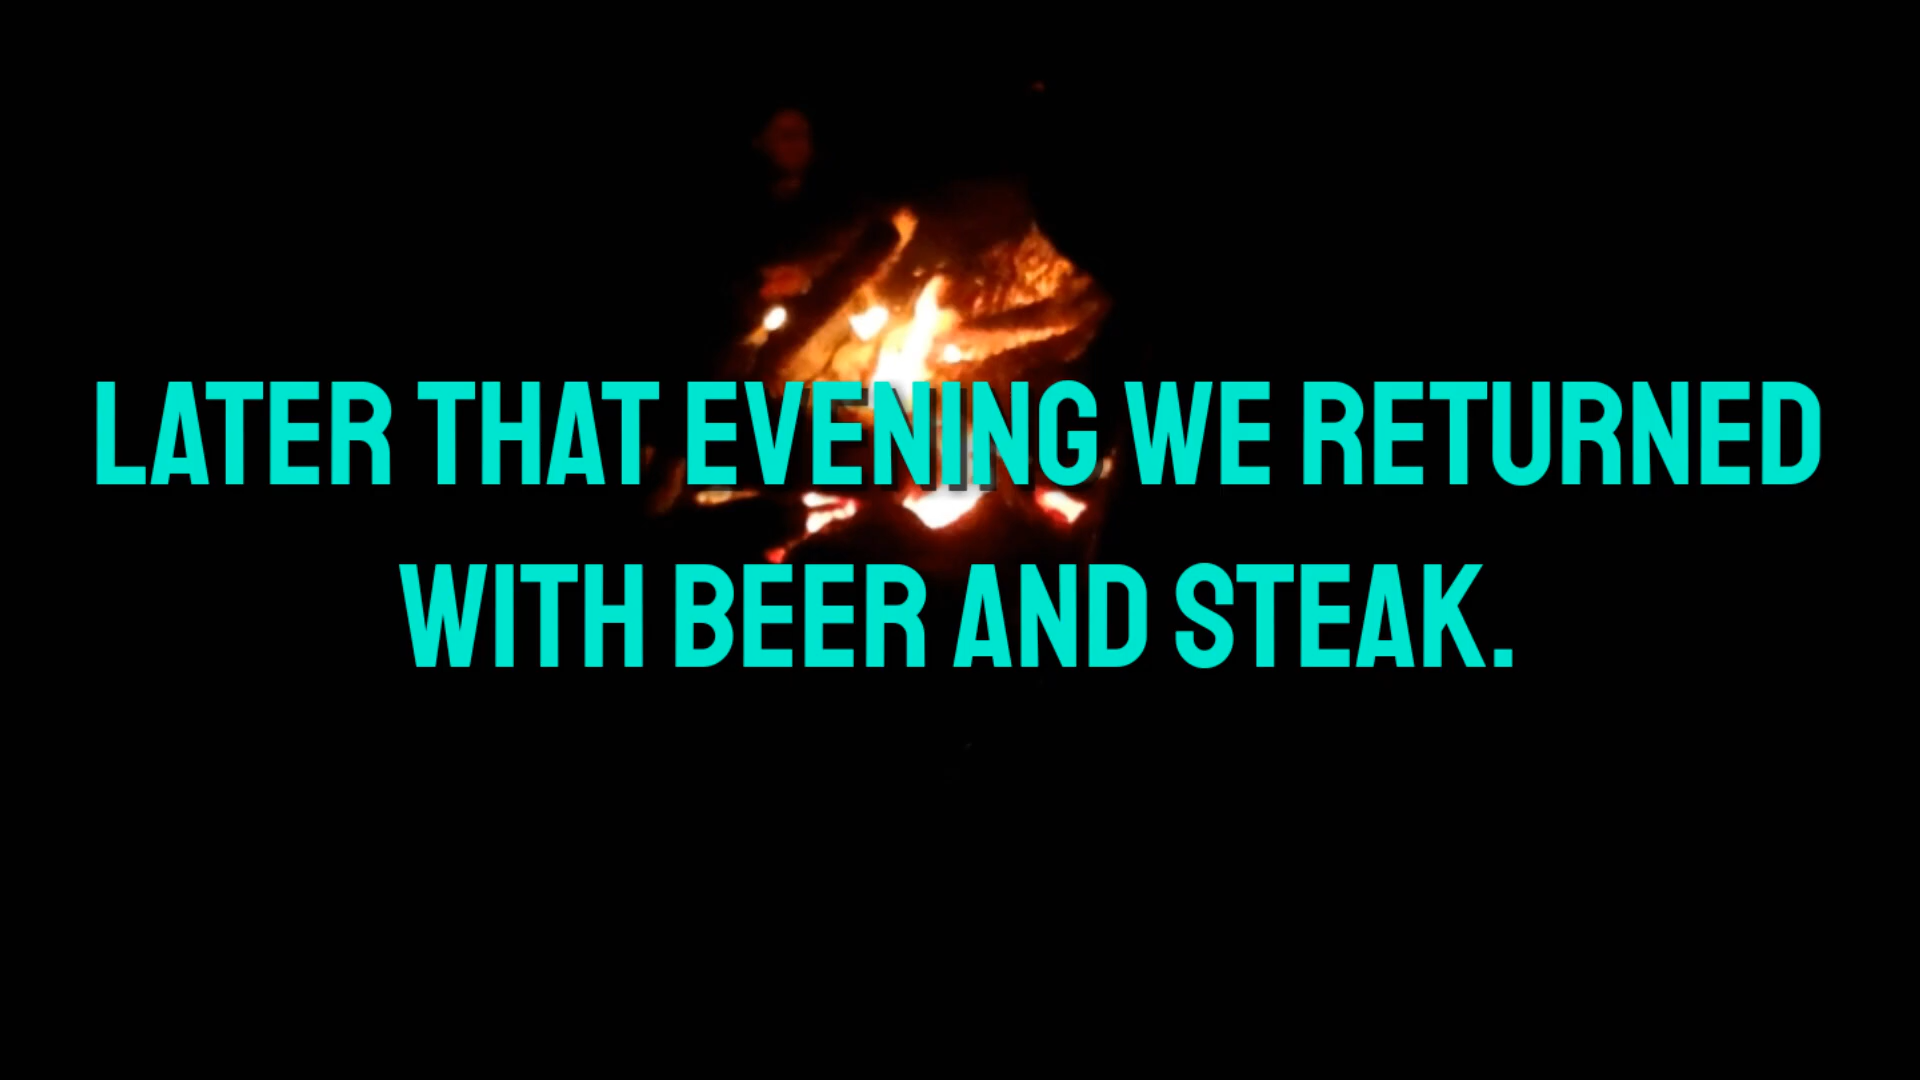 LATER THAT EVENING WE RETURNED
WITH BEER AND STEAK.